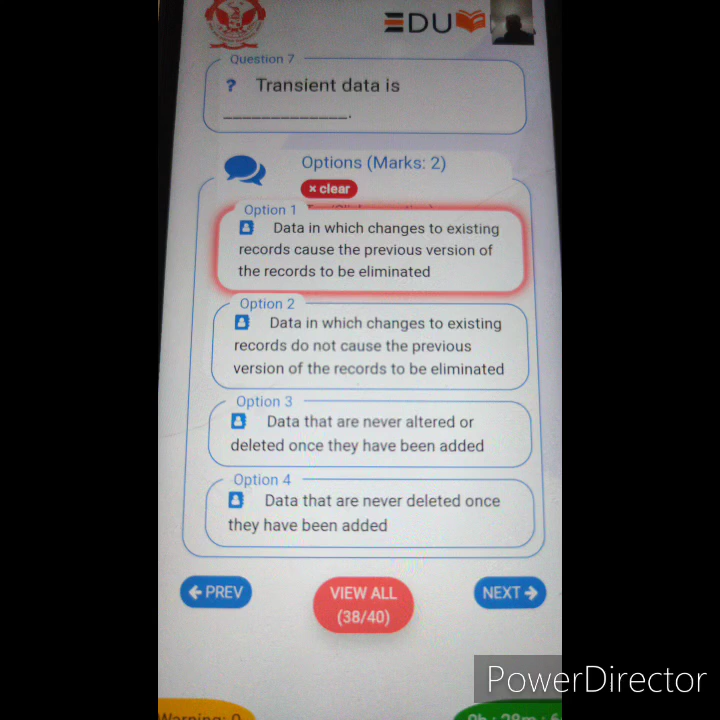 EDU
Question 7
? Transient data is
_____________.
Options (Marks: 2)
× clear
Option 1
Data in which changes to existing
records cause the previous version of
the records to be eliminated
Option 2
Data in which changes to existing
records do not cause the previous
version of the records to be eliminated
Option 3
Data that are never altered or
deleted once they have been added
Option 4
Data that are never deleted once
they have been added
← PREV
VIEW ALL
(38/40)
NEXT →
PowerDirector
Warning: 0